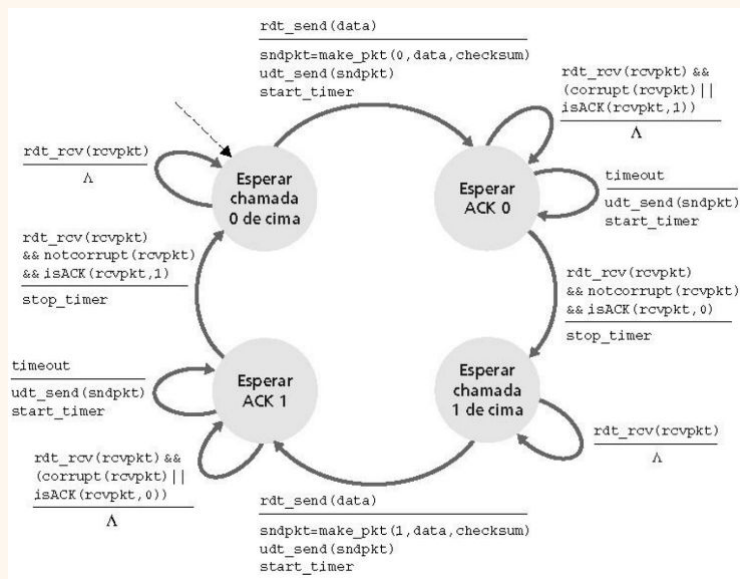 rdt_send(data)
sndpkt=make_pkt(0,data,checksum)
udt_send(sndpkt)
start_timer
rdt_rcv(rcvpkt) &&
(corrupt(rcvpkt)||
isACK(rcvpkt,1))
Λ
rdt_rcv(rcvpkt)
Λ
Esperar
chamada
0 de cima
Esperar
ACK 0
timeout
udt_send(sndpkt)
start_timer
rdt_rcv(rcvpkt)
&& notcorrupt(rcvpkt)
&& isACK(rcvpkt,1)
stop_timer
rdt_rcv(rcvpkt)
&& notcorrupt(rcvpkt)
&& isACK(rcvpkt,0)
stop_timer
timeout
udt_send(sndpkt)
start_timer
Esperar
ACK 1
Esperar
chamada
1 de cima
rdt_rcv(rcvpkt)
Λ
rdt_rcv(rcvpkt) &&
(corrupt(rcvpkt)||
isACK(rcvpkt,0))
Λ
rdt_send(data)
sndpkt=make_pkt(1,data,checksum)
udt_send(sndpkt)
start_timer